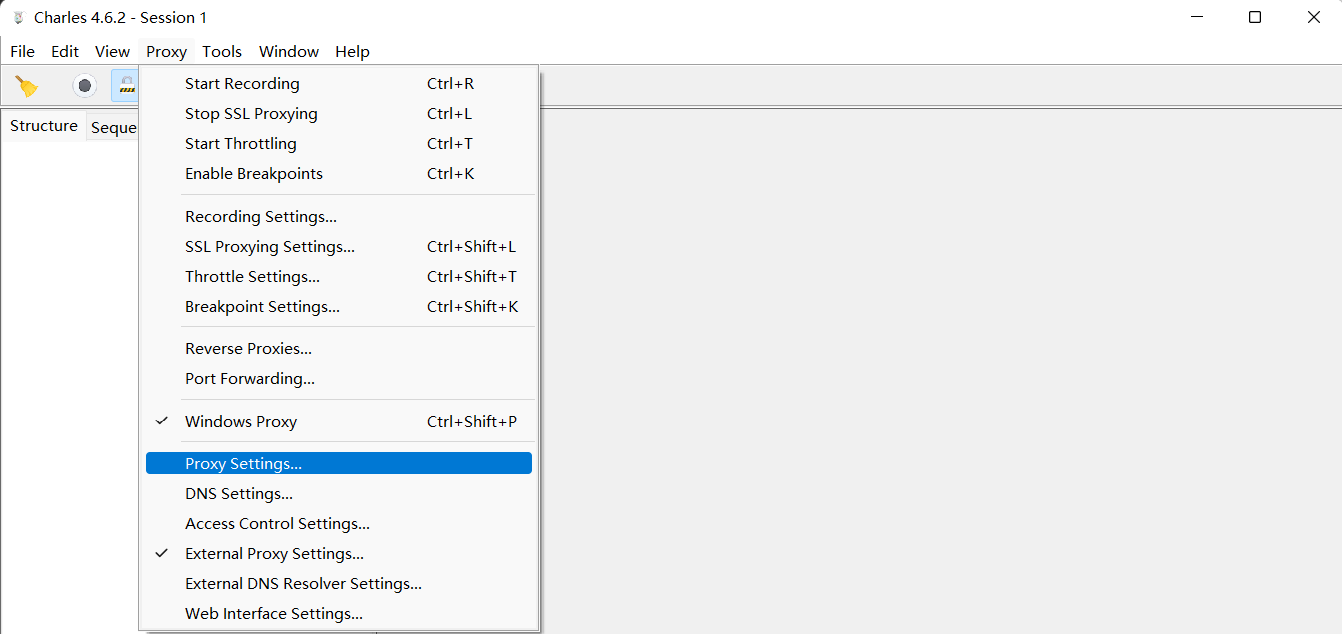 Charles 4.6.2 - Session 1
File Edit View Proxy Tools Window Help
Structure Seque
Start Recording Ctrl+R
Stop SSL Proxying Ctrl+L
Start Throttling Ctrl+T
Enable Breakpoints Ctrl+K
Recording Settings...
SSL Proxying Settings... Ctrl+Shift+L
Throttle Settings... Ctrl+Shift+T
Breakpoint Settings... Ctrl+Shift+K
Reverse Proxies...
Port Forwarding...
Windows Proxy Ctrl+Shift+P
Proxy Settings...
DNS Settings...
Access Control Settings...
External Proxy Settings...
External DNS Resolver Settings...
Web Interface Settings...